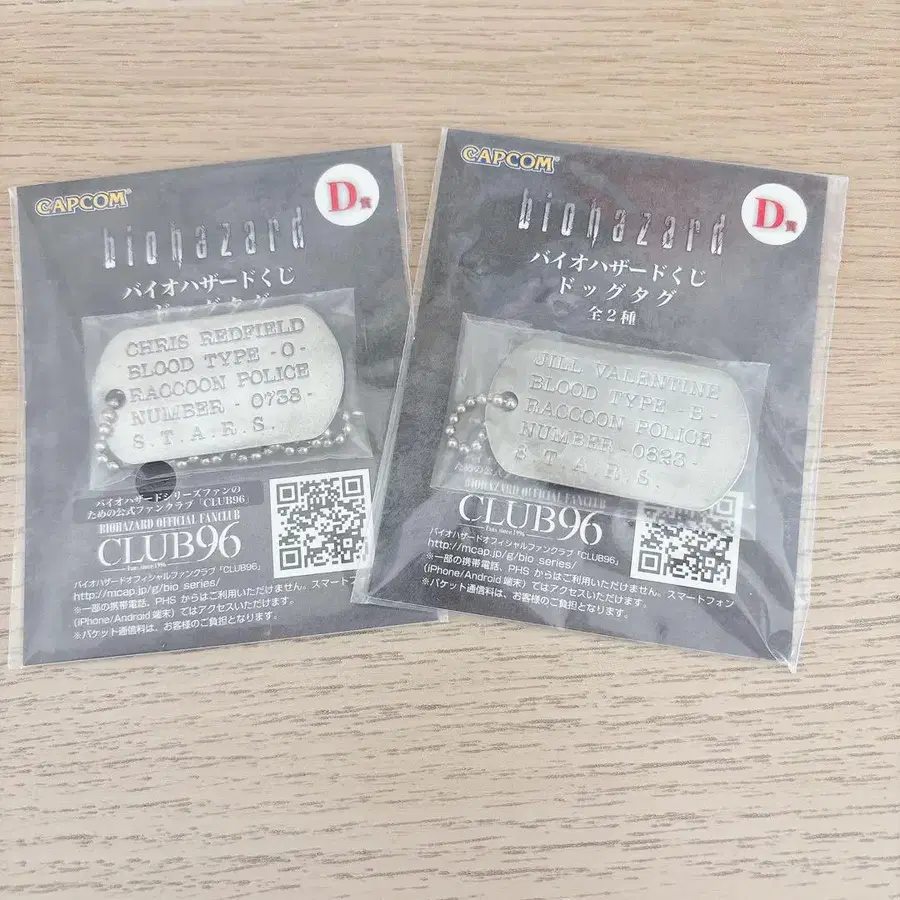 CAPCOM
D賞
biohazard
バイオハザードくじ
ドッグタグ
CHRIS REDFIELD
BLOOD TYPE -O-
RACCOON POLICE
NUMBER - 0738-
S.T.A.R.S.
バイオハザードシリーズファンの
ための公式ファンクラブ「CLUB96」
BIOHAZARD OFFICIAL FANCLUB
CLUB96
Fun, since 1996
バイオハザードオフィシャルファンクラブ「CLUB96」
http://mcap.jp/g/bio_series/
※一部の携帯電話、PHS からはご利用いただけません。スマートフォン
(iPhone/Android 端末)ではアクセスいただけます。
※パケット通信料は、お客様のご負担となります。
CAPCOM
D賞
biohazard
バイオハザードくじ
ドッグタグ
全2種
JILL VALENTINE
BLOOD TYPE -B-
RACCOON POLICE
NUMBER -0823-
S.T.A.R.S.
ための公式
BIOHAZARD OFFICIAL FANCLUB
CLUB96
バイオハザードオフィシャルファンクラブ「CLUB96」
http://mcap.jp/g/bio_series/
※一部の携帯電話、PHS からはご利用いただけません。スマートフォン
(iPhone/Android 端末)ではアクセスいただけます。
※パケット通信料は、お客様のご負担となります。